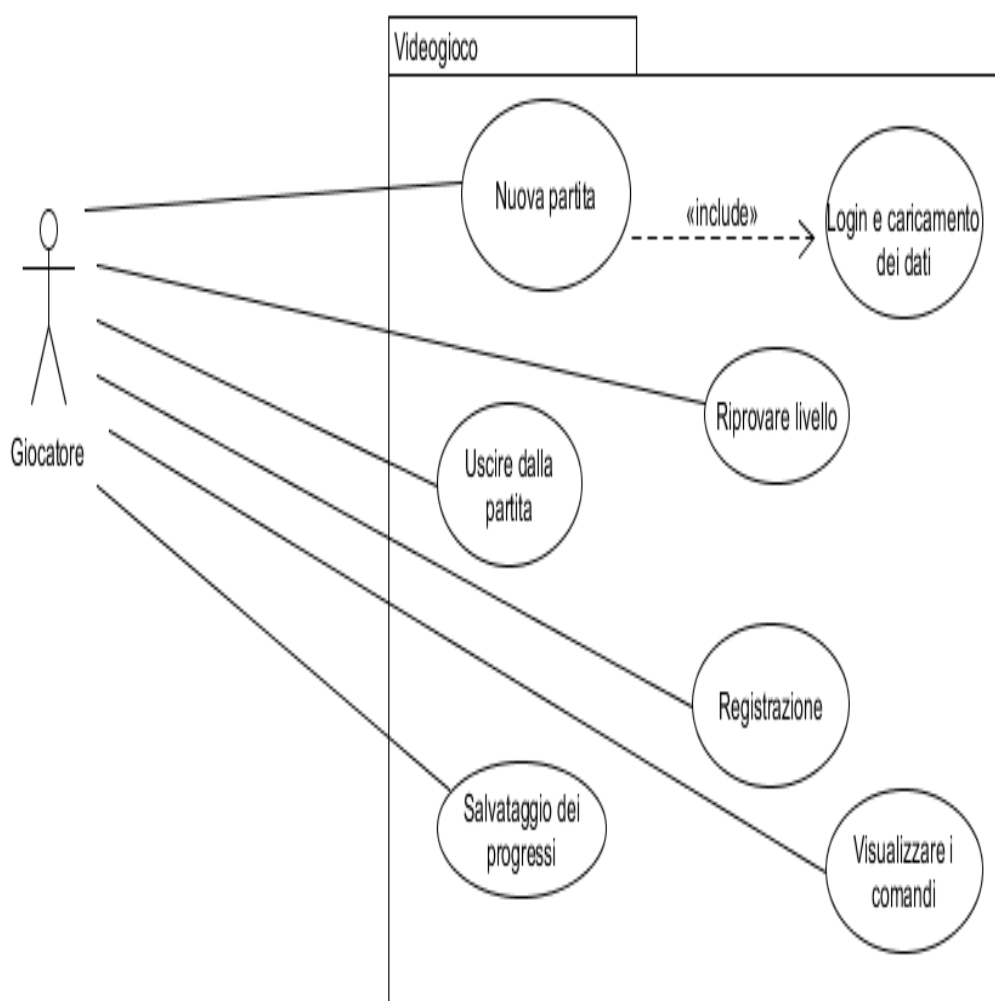 Videogioco
Nuova partita
«include»
Login e caricamento
dei dati
Riprovare livello
Giocatore
Uscire dalla
partita
Registrazione
Salvataggio dei
progressi
Visualizzare i
comandi